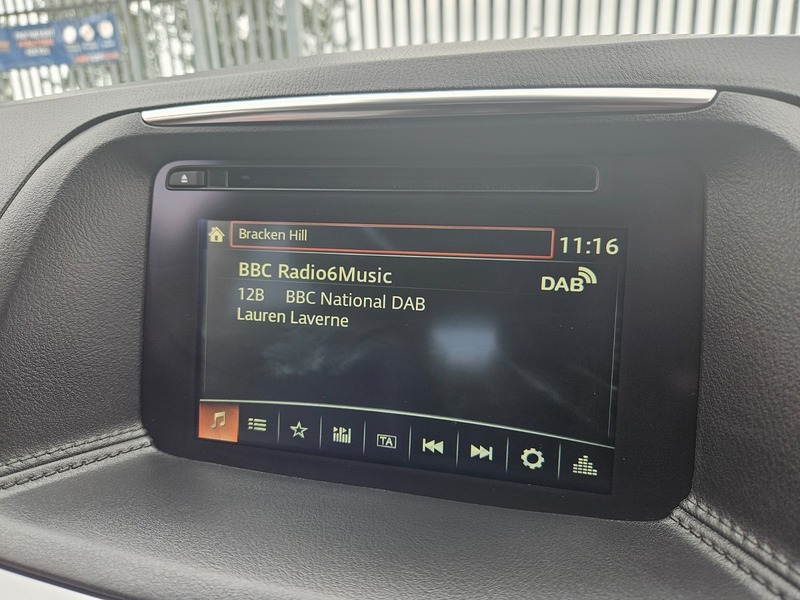 Bracken Hill
11:16
BBC Radio6Music
DAB
12B BBC National DAB
Lauren Laverne
TA